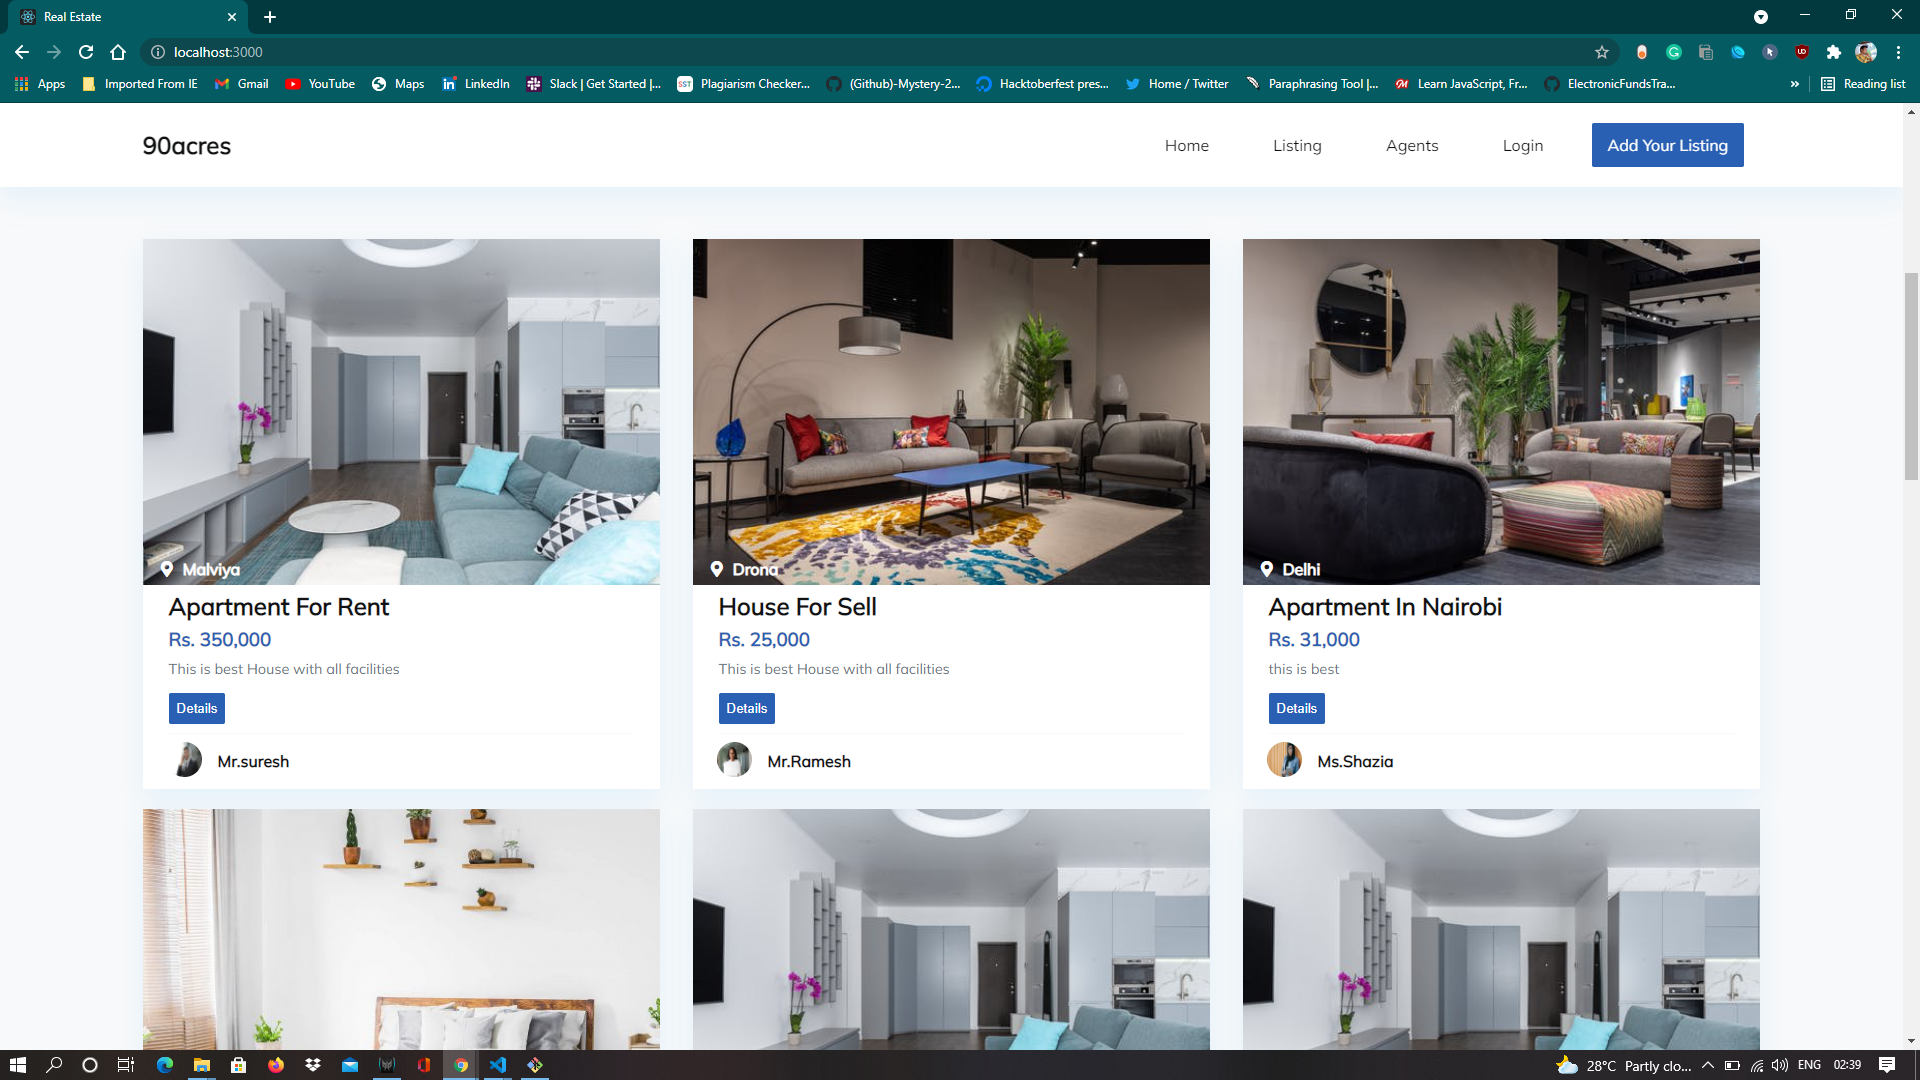 Real Estate
localhost:3000
Apps Imported From IE Gmail YouTube Maps LinkedIn Slack | Get Started |... Plagiarism Checker... (Github)-Mystery-2... Hacktoberfest pres... Home / Twitter Paraphrasing Tool |... Learn JavaScript, Fr... ElectronicFundsTra... » Reading list
90acres Home Listing Agents Login Add Your Listing
Malviya
Apartment For Rent
Rs. 350,000
This is best House with all facilities
Details
Mr.suresh
Drona
House For Sell
Rs. 25,000
This is best House with all facilities
Details
Mr.Ramesh
Delhi
Apartment In Nairobi
Rs. 31,000
this is best
Details
Ms.Shazia
28°C Partly clo... ENG 02:39